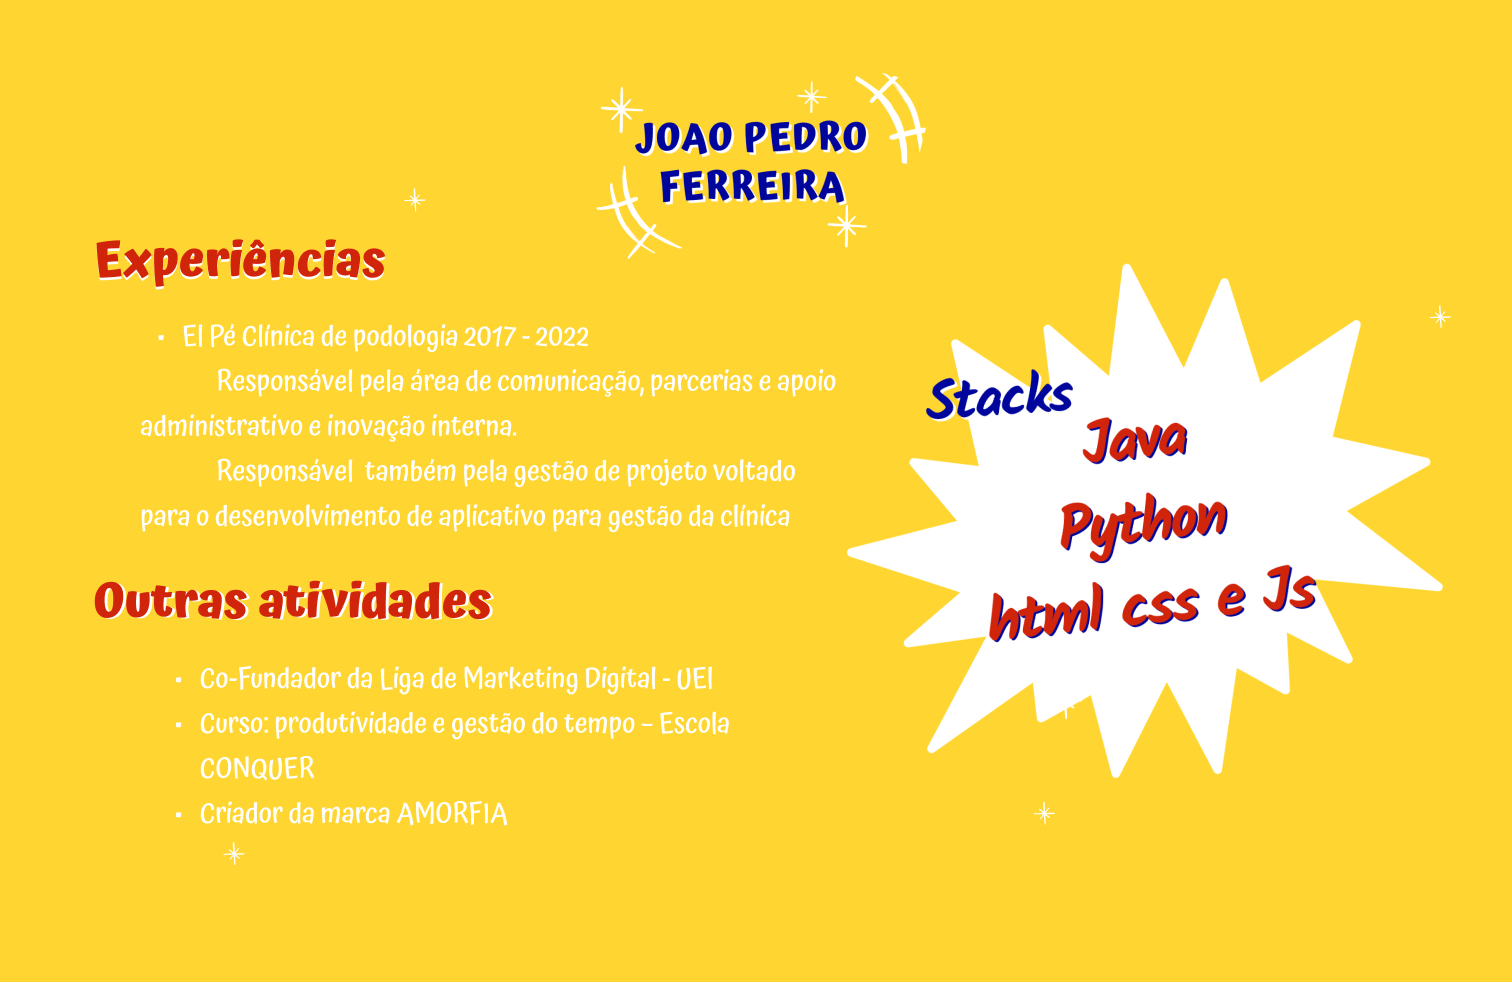 JOAO PEDRO
FERREIRA
Experiências
• El Pé Clínica de podologia 2017 - 2022
Responsável pela área de comunicação, parcerias e apoio
administrativo e inovação interna.
Responsável  também pela gestão de projeto voltado
para o desenvolvimento de aplicativo para gestão da clínica
Outras atividades
• Co-Fundador da Liga de Marketing Digital - UEl
• Curso: produtividade e gestão do tempo – Escola
CONQUER
• Criador da marca AMORFIA
Stacks
Java
Python
html css e Js